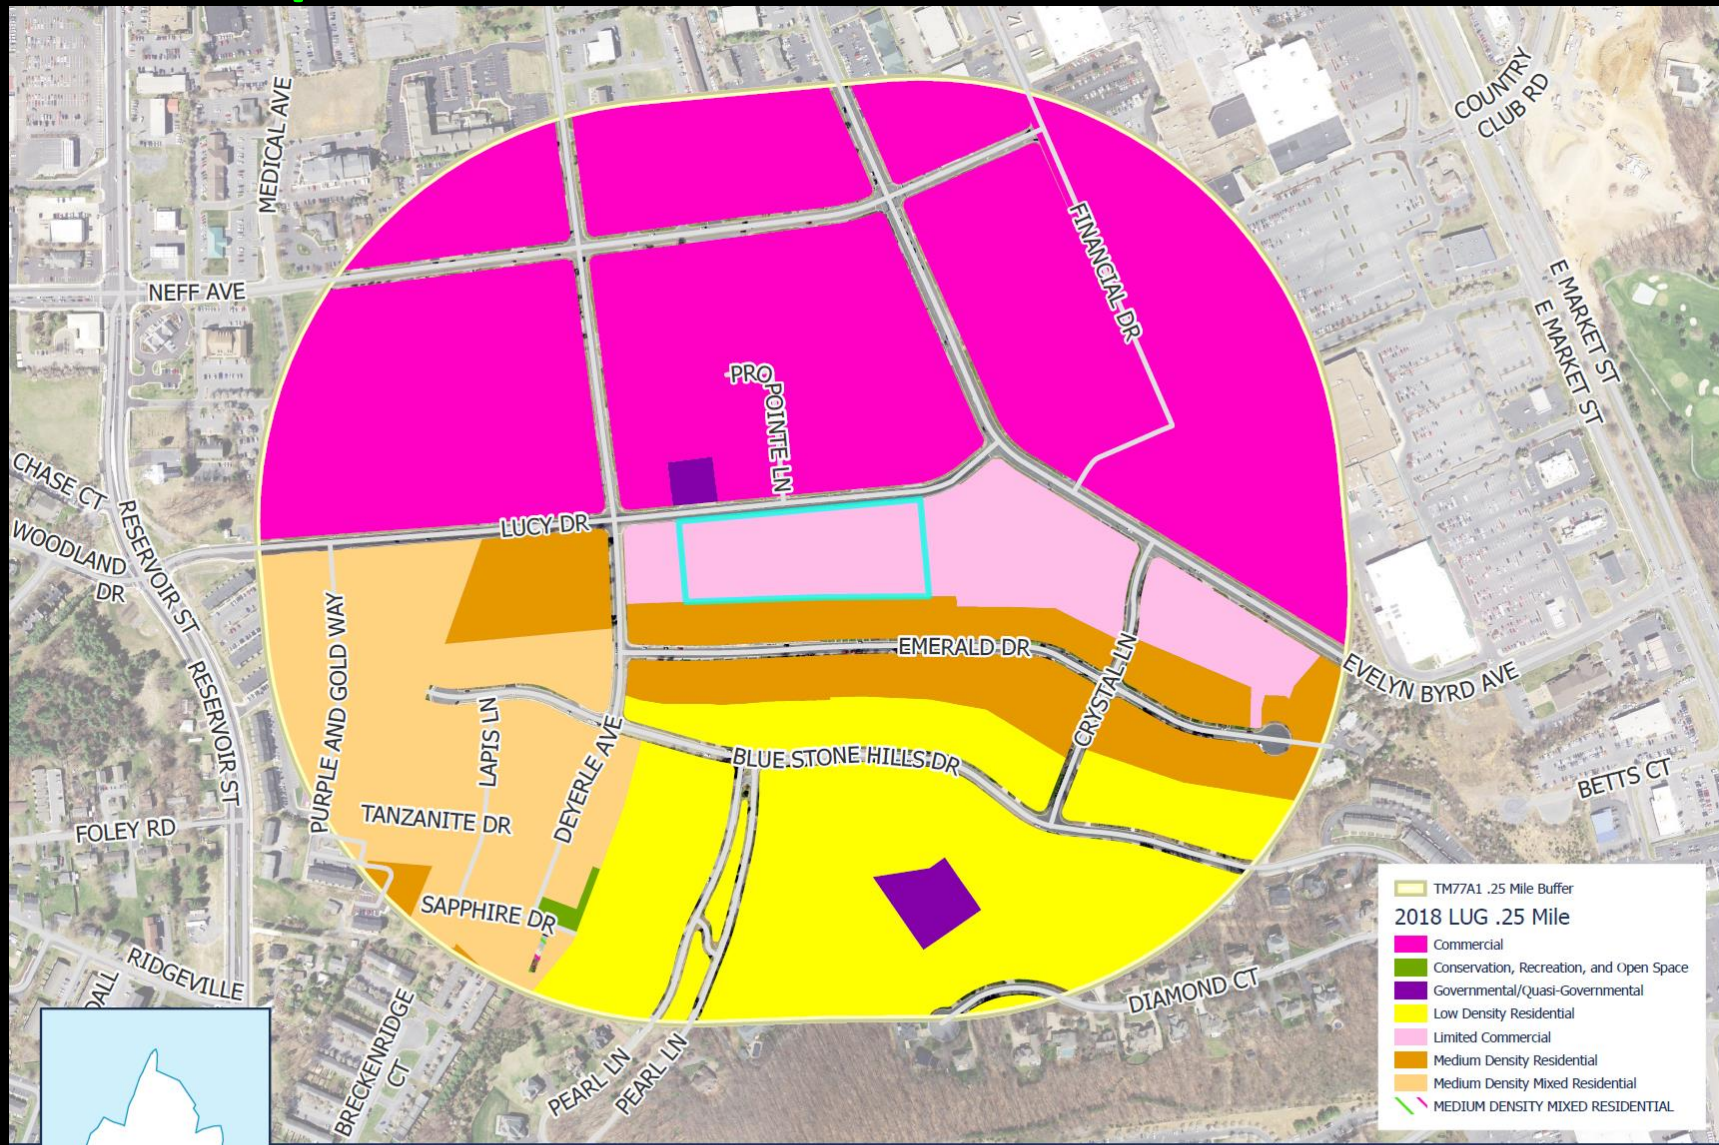 MEDICAL AVE
COUNTRY
CLUB RD
NEFF AVE
FINANCIAL DR
E MARKET ST
E MARKET ST
PRO
POINTE LN
CHASE CT
RESERVOIR ST
LUCY DR
WOODLAND
DR
PURPLE AND GOLD WAY
EMERALD DR
CRYSTAL LN
EVELYN BYRD AVE
RESERVOIR ST
LAPIS LN
DEYERLE AVE
BLUE STONE HILLS DR
BETTS CT
TANZANITE DR
FOLEY RD
SAPPHIRE DR
RIDGEVILLE
DALL
DIAMOND CT
BRECKENRIDGE
CT
PEARL LN
PEARL LN
TM77A1 .25 Mile Buffer
2018 LUG .25 Mile
Commercial
Conservation, Recreation, and Open Space
Governmental/Quasi-Governmental
Low Density Residential
Limited Commercial
Medium Density Residential
Medium Density Mixed Residential
MEDIUM DENSITY MIXED RESIDENTIAL